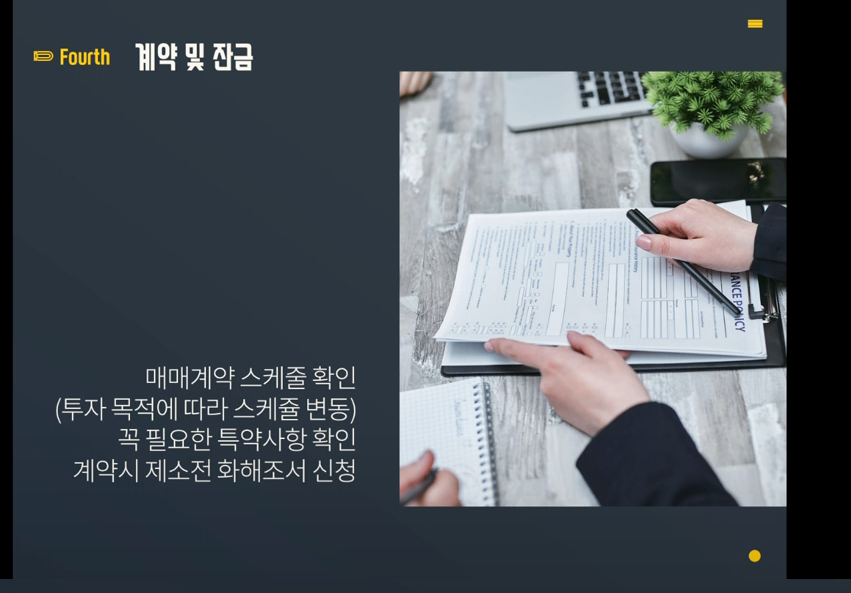 Fourth 계약 및 잔금
매매계약 스케줄 확인
(투자 목적에 따라 스케쥴 변동)
꼭 필요한 특약사항 확인
계약시 제소전 화해조서 신청